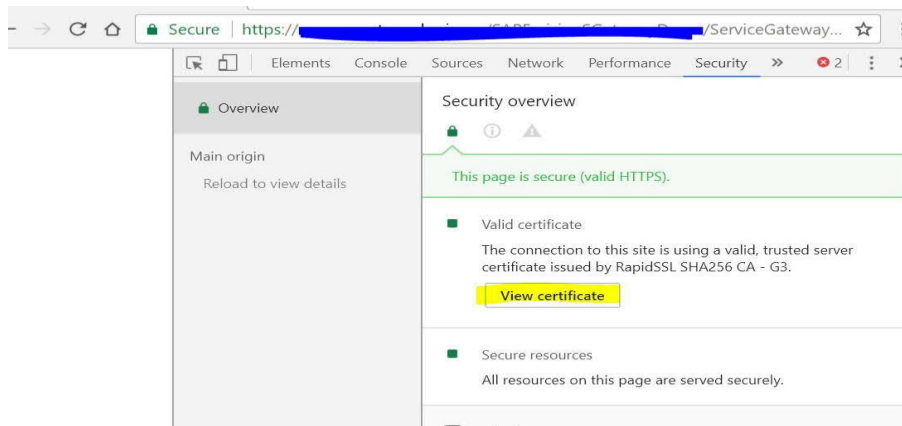 Secure https:// /ServiceGateway...
Elements Console Sources Network Performance Security » 2
Overview
Main origin
Reload to view details
Security overview
This page is secure (valid HTTPS).
Valid certificate
The connection to this site is using a valid, trusted server
certificate issued by RapidSSL SHA256 CA - G3.
View certificate
Secure resources
All resources on this page are served securely.